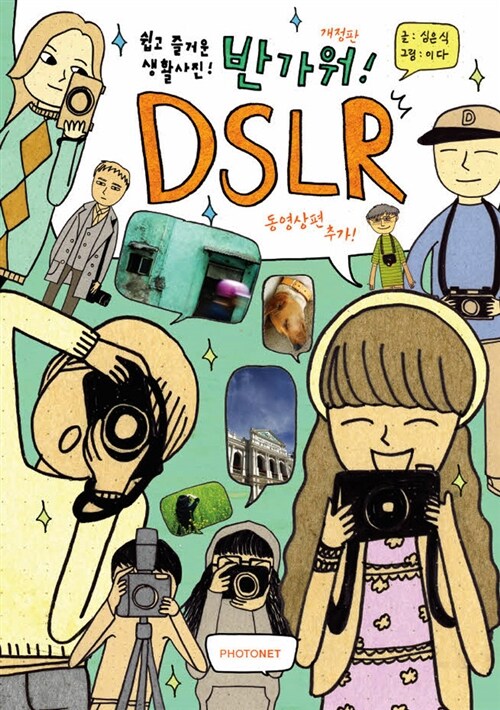 쉽고 즐거운
생활사진!
반가워!
개정판
글 : 심은식
그림 : 이다
DSLR
동영상편
추가!
D
PHOTONET